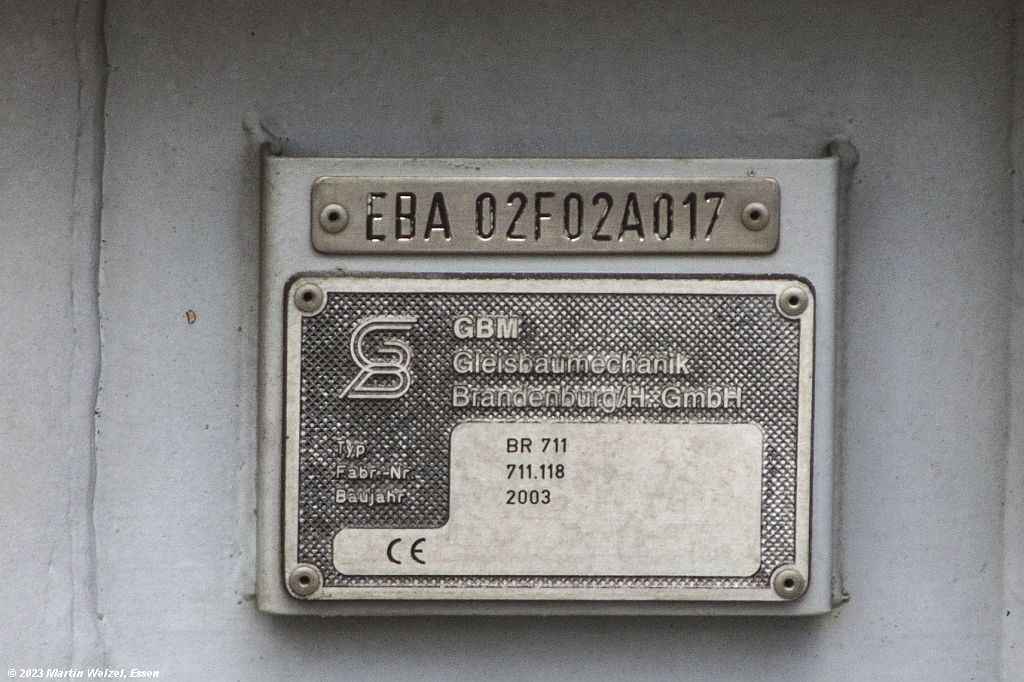 EBA 02F02A017
GBM
Gleisbaumechanik
Brandenburg/H. GmbH
Typ BR 711
Fabr.-Nr. 711.118
Baujahr 2003
CE
© 2023 Martin Welzel, Essen